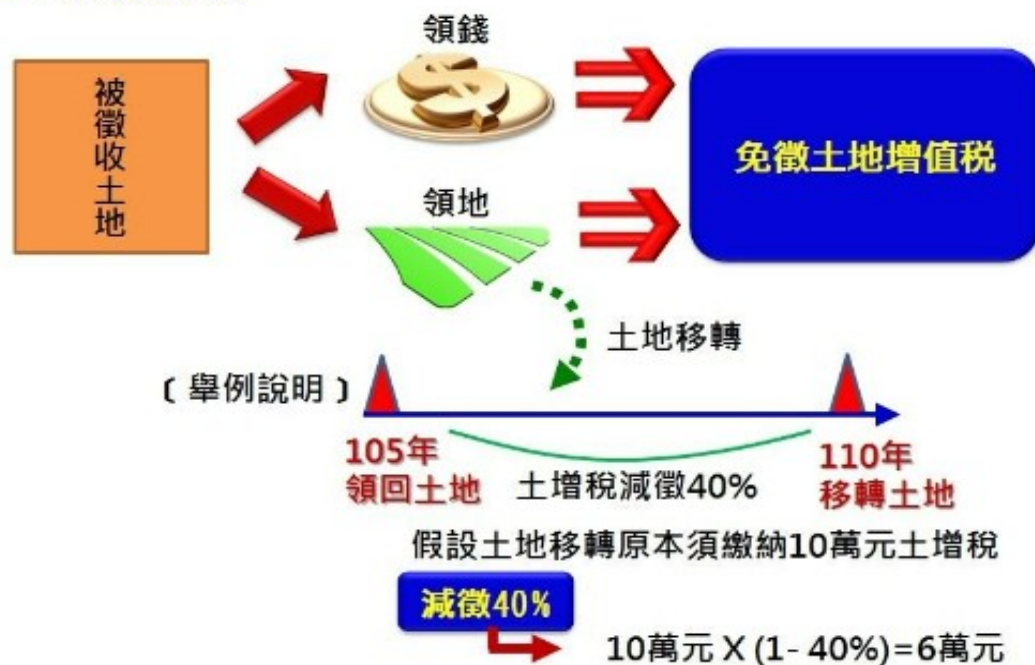 領錢
被徵收土地
免徵土地增值税
領地
土地移轉
﹝舉例說明﹞
105年
領回土地
土增稅減徵40%
110年
移轉土地
假設土地移轉原本須繳納10萬元土增稅
減徵40%
10萬元 X (1- 40%)=6萬元